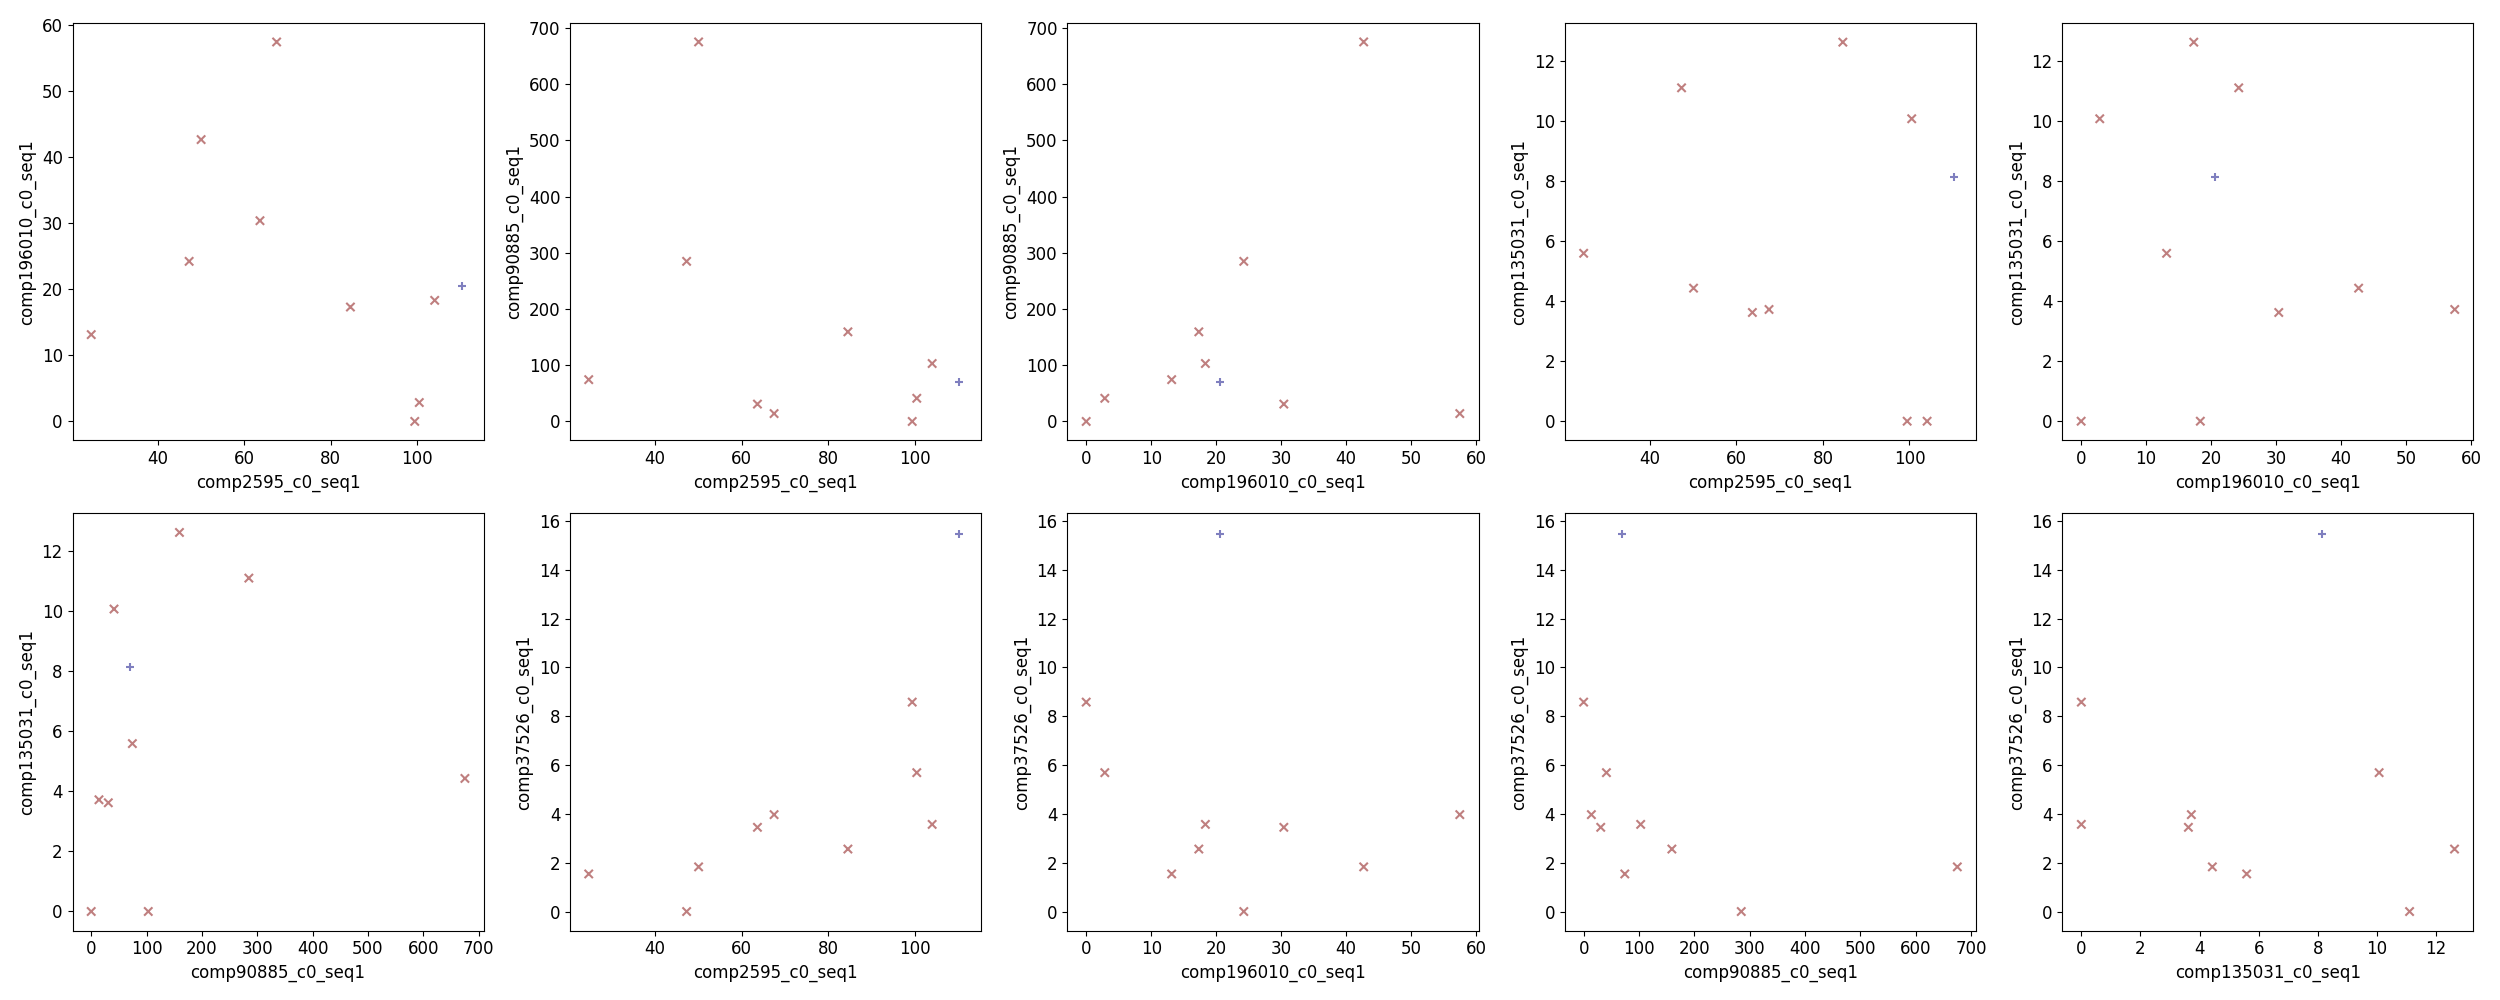 60
50
40
30
20
10
0
comp196010_c0_seq1
40 60 80 100
comp2595_c0_seq1
700
600
500
400
300
200
100
0
comp90885_c0_seq1
40 60 80 100
comp2595_c0_seq1
700
600
500
400
300
200
100
0
comp90885_c0_seq1
0 10 20 30 40 50 60
comp196010_c0_seq1
12
10
8
6
4
2
0
comp135031_c0_seq1
40 60 80 100
comp2595_c0_seq1
12
10
8
6
4
2
0
comp135031_c0_seq1
0 10 20 30 40 50 60
comp196010_c0_seq1
12
10
8
6
4
2
0
comp135031_c0_seq1
0 100 200 300 400 500 600 700
comp90885_c0_seq1
16
14
12
10
8
6
4
2
0
comp37526_c0_seq1
40 60 80 100
comp2595_c0_seq1
16
14
12
10
8
6
4
2
0
comp37526_c0_seq1
0 10 20 30 40 50 60
comp196010_c0_seq1
16
14
12
10
8
6
4
2
0
comp37526_c0_seq1
0 100 200 300 400 500 600 700
comp90885_c0_seq1
16
14
12
10
8
6
4
2
0
comp37526_c0_seq1
0 2 4 6 8 10 12
comp135031_c0_seq1